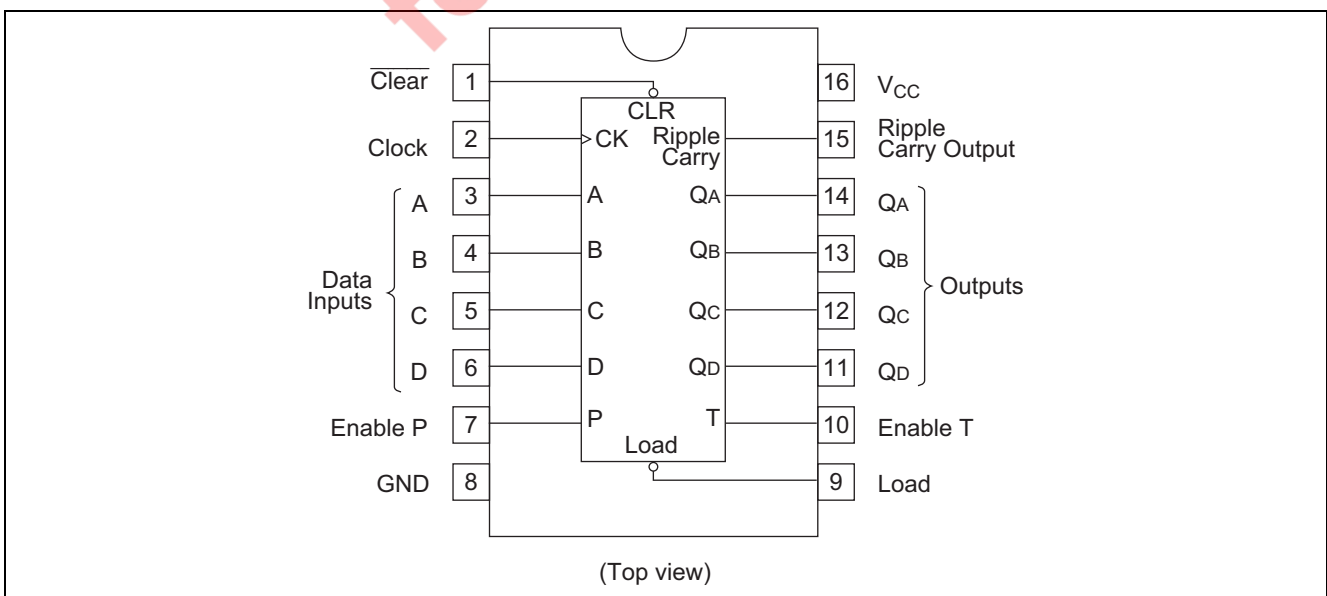 Clear 1 16 VCC
CLR
Clock 2 CK Ripple Carry 15 Ripple Carry Output
A 3 A QA 14 QA
B 4 B QB 13 QB
Data Inputs
Outputs
C 5 C QC 12 QC
D 6 D QD 11 QD
Enable P 7 P T 10 Enable T
Load
GND 8 9 Load
(Top view)